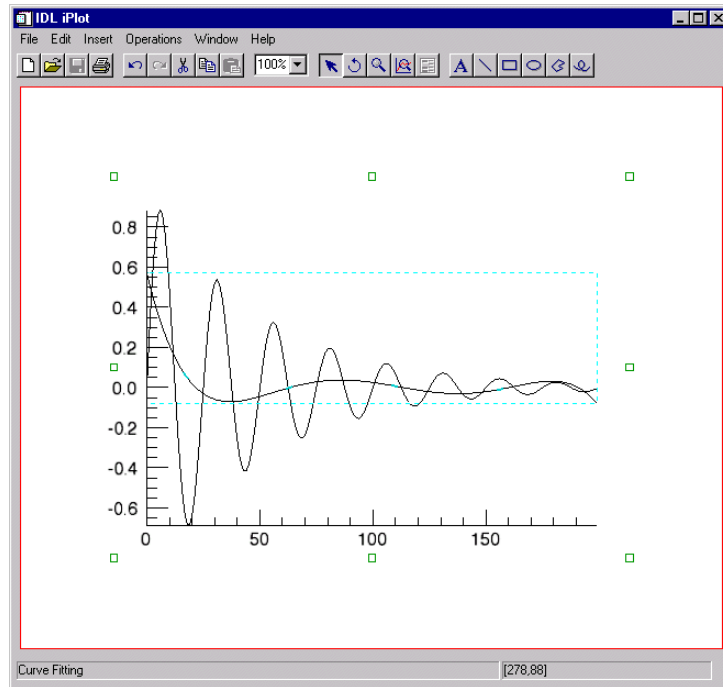 IDL iPlot
File Edit Insert Operations Window Help
100% A
0.8
0.6
0.4
0.2
0.0
-0.2
-0.4
-0.6
0 50 100 150
Curve Fitting [278,88]